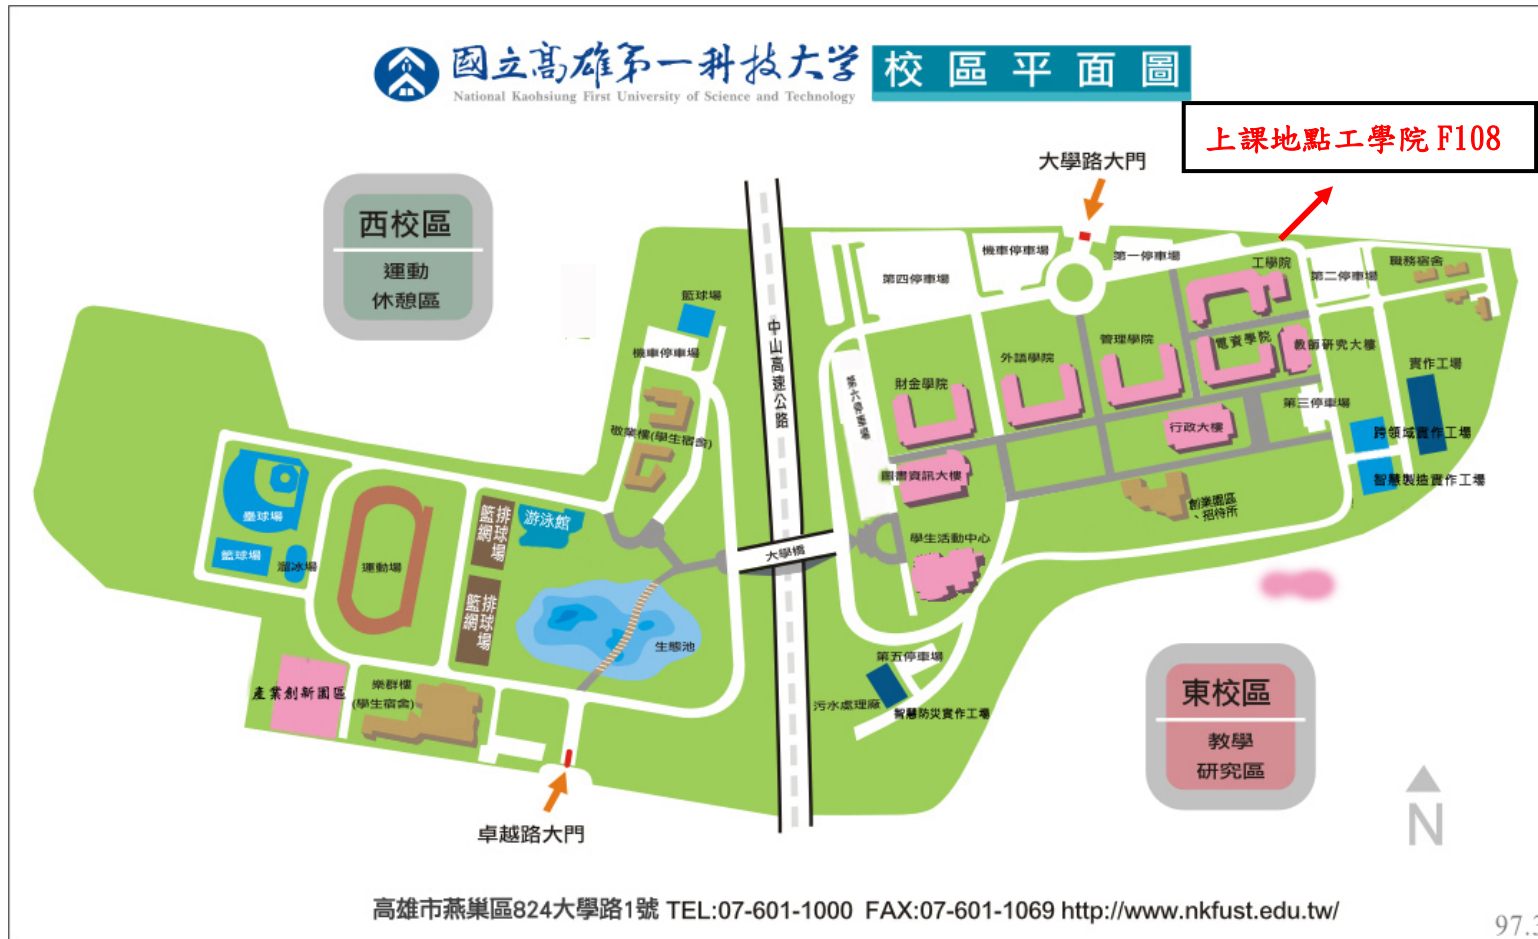 國立高雄第一科技大学 校區平面圖
National Kaohsiung First University of Science and Technology
上課地點工學院 F108
大學路大門
西校區
運動
休憩區
機車停車場
第一停車場
工學院
第二停車場
職務宿舍
第四停車場
籃球場
中山高速公路
機車停車場
管理學院
電資學院
教師研究大樓
外語學院
實作工場
財金學院
第六停車場
第三停車場
敬業樓(學生宿舍)
行政大樓
跨領域實作工場
圖書資訊大樓
智慧製造實作工場
壘球場
排球場
籃網
游泳館
創業園區
、招待所
學生活動中心
籃球場
溜冰場
運動場
大學橋
排球場
籃網
生態池
第五停車場
產業創新園區
樂群樓
(學生宿舍)
污水處理廠
智慧防災實作工場
東校區
教學
研究區
N
卓越路大門
高雄市燕巢區824大學路1號 TEL:07-601-1000 FAX:07-601-1069 http://www.nkfust.edu.tw/
97.3